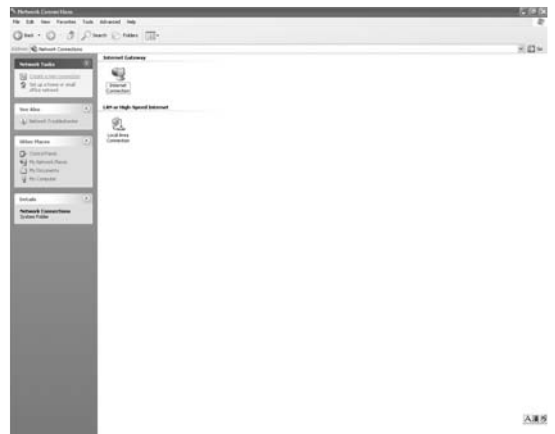 Network Connections
File Edit View Favorites Tools Advanced Help
Back Search Folders
Network Connections
Network Tasks
Create a new connection
Set up a home or small
office network
See Also
Network Troubleshooter
Other Places
Control Panel
My Network Places
My Documents
My Computer
Details
Network Connections
System Folder
Internet Gateway
Internet
Connection
LAN or High-Speed Internet
Local Area
Connection